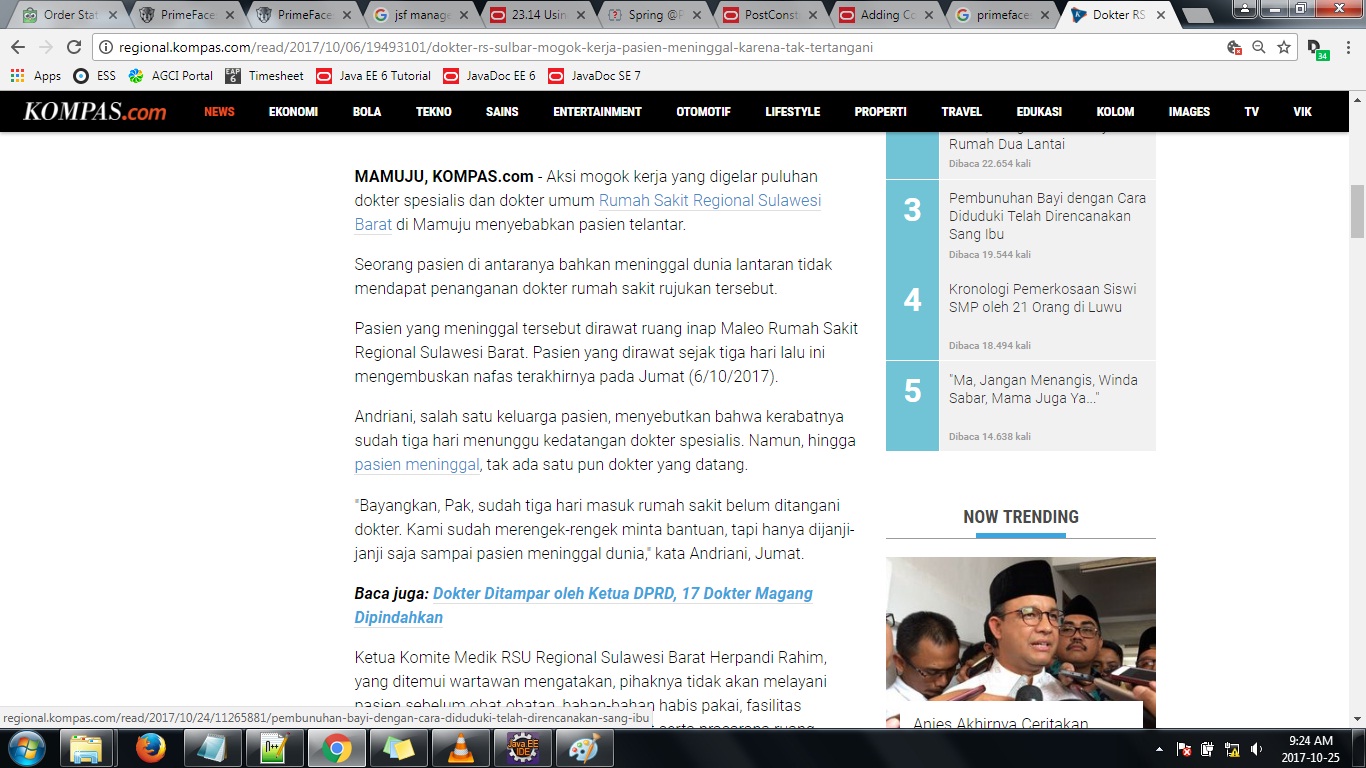 Order Stat
PrimeFace
PrimeFace
jsf manage
23.14 Usin
Spring @P
PostConst
Adding Co
primefaces
Dokter RS
regional.kompas.com/read/2017/10/06/19493101/dokter-rs-sulbar-mogok-kerja-pasien-meninggal-karena-tak-tertangani
34
Apps
ESS
AGCI Portal
EAP 6
Timesheet
Java EE 6 Tutorial
JavaDoc EE 6
JavaDoc SE 7
KOMPAS.com
NEWS
EKONOMI
BOLA
TEKNO
SAINS
ENTERTAINMENT
OTOMOTIF
LIFESTYLE
PROPERTI
TRAVEL
EDUKASI
KOLOM
IMAGES
TV
VIK
MAMUJU, KOMPAS.com - Aksi mogok kerja yang digelar puluhan
dokter spesialis dan dokter umum Rumah Sakit Regional Sulawesi
Barat di Mamuju menyebabkan pasien telantar.
Seorang pasien di antaranya bahkan meninggal dunia lantaran tidak
mendapat penanganan dokter rumah sakit rujukan tersebut.
Pasien yang meninggal tersebut dirawat ruang inap Maleo Rumah Sakit
Regional Sulawesi Barat. Pasien yang dirawat sejak tiga hari lalu ini
mengembuskan nafas terakhirnya pada Jumat (6/10/2017).
Andriani, salah satu keluarga pasien, menyebutkan bahwa kerabatnya
sudah tiga hari menunggu kedatangan dokter spesialis. Namun, hingga
pasien meninggal, tak ada satu pun dokter yang datang.
"Bayangkan, Pak, sudah tiga hari masuk rumah sakit belum ditangani
dokter. Kami sudah merengek-rengek minta bantuan, tapi hanya dijanji-
janji saja sampai pasien meninggal dunia," kata Andriani, Jumat.
Baca juga: Dokter Ditampar oleh Ketua DPRD, 17 Dokter Magang
Dipindahkan
Ketua Komite Medik RSU Regional Sulawesi Barat Herpandi Rahim,
yang ditemui wartawan mengatakan, pihaknya tidak akan melayani
pasien sebelum obat-obatan, bahan-bahan habis pakai, fasilitas
Rumah Dua Lantai
Dibaca 22.654 kali
3
Pembunuhan Bayi dengan Cara
Diduduki Telah Direncanakan
Sang Ibu
Dibaca 19.544 kali
4
Kronologi Pemerkosaan Siswi
SMP oleh 21 Orang di Luwu
Dibaca 18.494 kali
5
"Ma, Jangan Menangis, Winda
Sabar, Mama Juga Ya..."
Dibaca 14.638 kali
NOW TRENDING
Anies Akhirnya Ceritakan
regional.kompas.com/read/2017/10/24/11265881/pembunuhan-bayi-dengan-cara-diduduki-telah-direncanakan-sang-ibu
Java EE
IDE
9:24 AM
2017-10-25